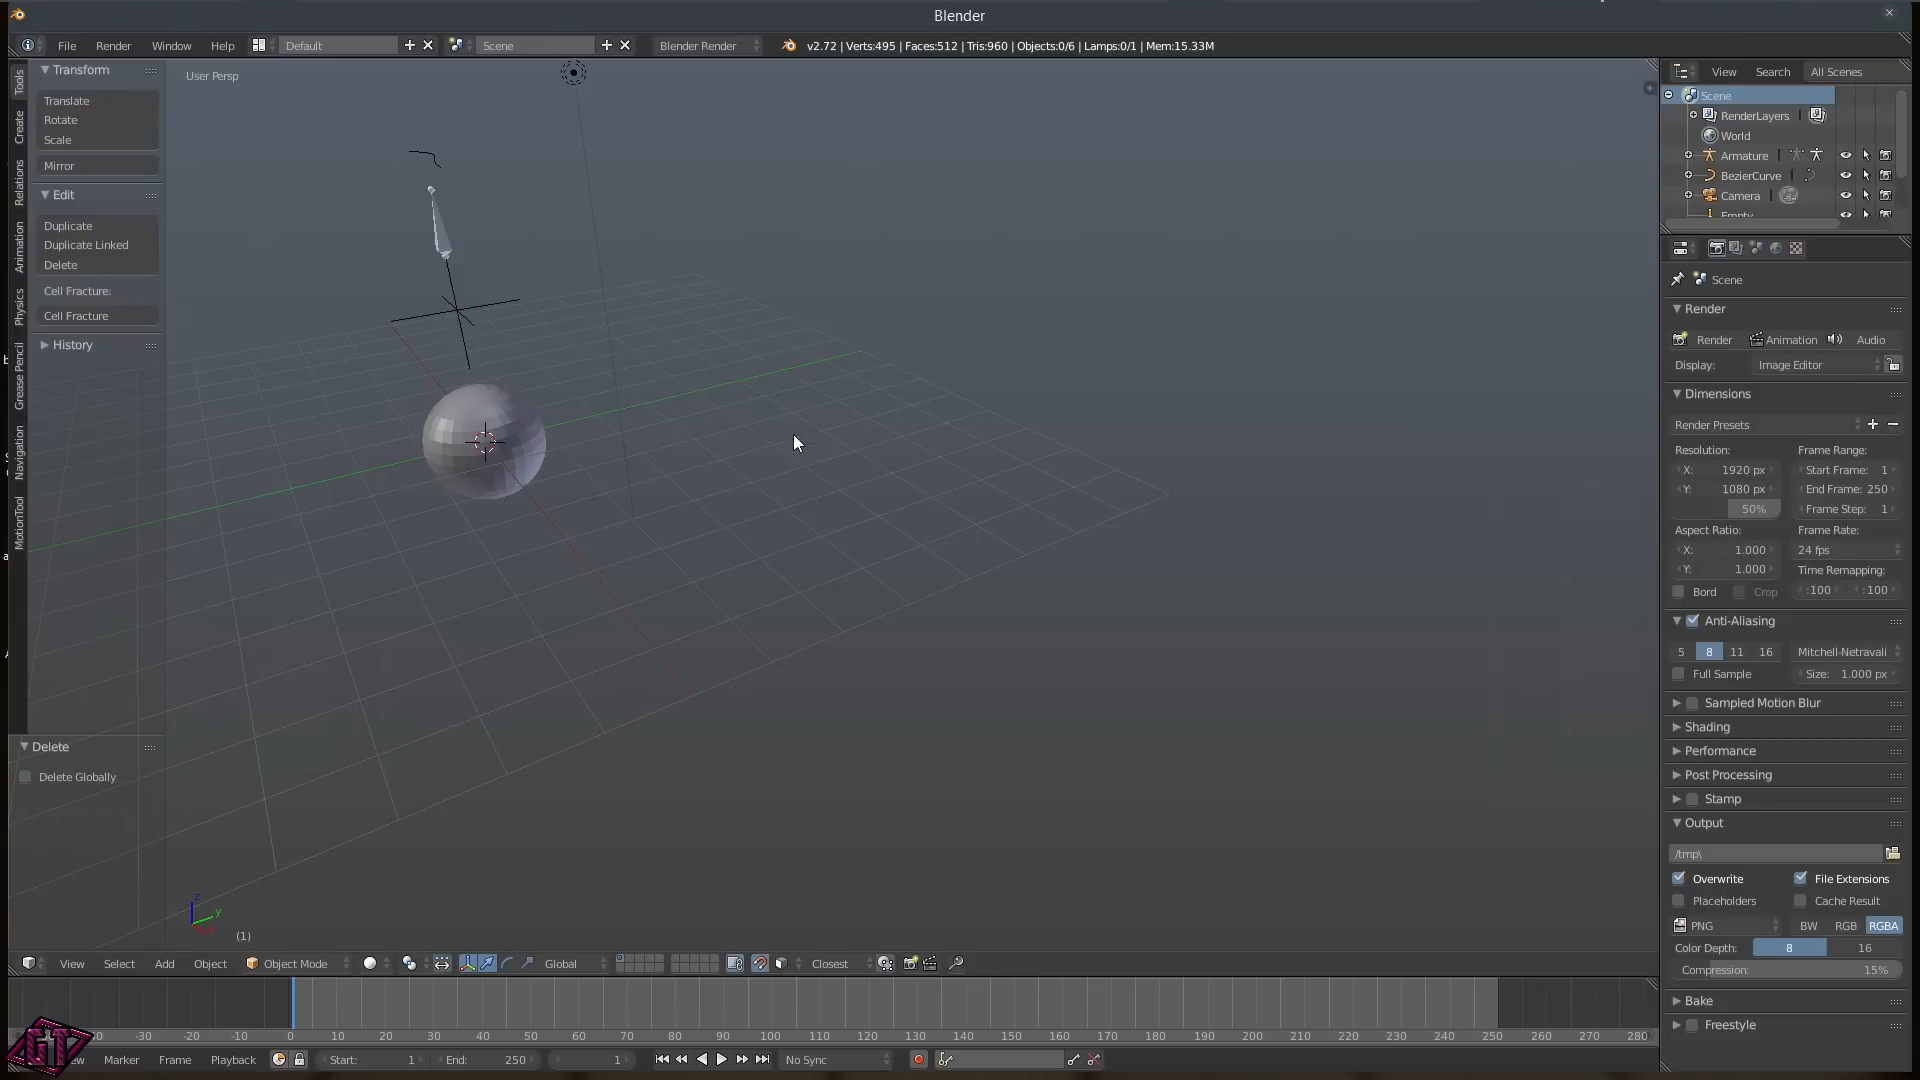 Blender
File Render Window Help Default Scene Blender Render v2.72 | Verts:495 | Faces:512 | Tris:960 | Objects:0/6 | Lamps:0/1 | Mem:15.33M
Tools
Create
Relations
Animation
Physics
Grease Pencil
Navigation
MotionTool
Transform
Translate
Rotate
Scale
Mirror
Edit
Duplicate
Duplicate Linked
Delete
Cell Fracture:
Cell Fracture
History
Delete
Delete Globally
User Persp
z
y
x
(1)
View Select Add Object Object Mode Global Closest
View Search All Scenes
Scene
RenderLayers
World
Armature
BezierCurve
Camera
Empty
Scene
Render
Render Animation Audio
Display: Image Editor
Dimensions
Render Presets
Resolution: Frame Range:
X: 1920 px Start Frame: 1
Y: 1080 px End Frame: 250
50% Frame Step: 1
Aspect Ratio: Frame Rate:
X: 1.000 24 fps
Y: 1.000 Time Remapping:
Bord Crop :100 :100
Anti-Aliasing
5 8 11 16 Mitchell-Netravali
Full Sample Size: 1.000 px
Sampled Motion Blur
Shading
Performance
Post Processing
Stamp
Output
/tmp\
Overwrite File Extensions
Placeholders Cache Result
PNG BW RGB RGBA
Color Depth: 8 16
Compression: 15%
Bake
Freestyle
-30 -20 -10 0 10 20 30 40 50 60 70 80 90 100 110 120 130 140 150 160 170 180 190 200 210 220 230 240 250 260 270 280
Marker Frame Playback Start: 1 End: 250 1 No Sync
GT